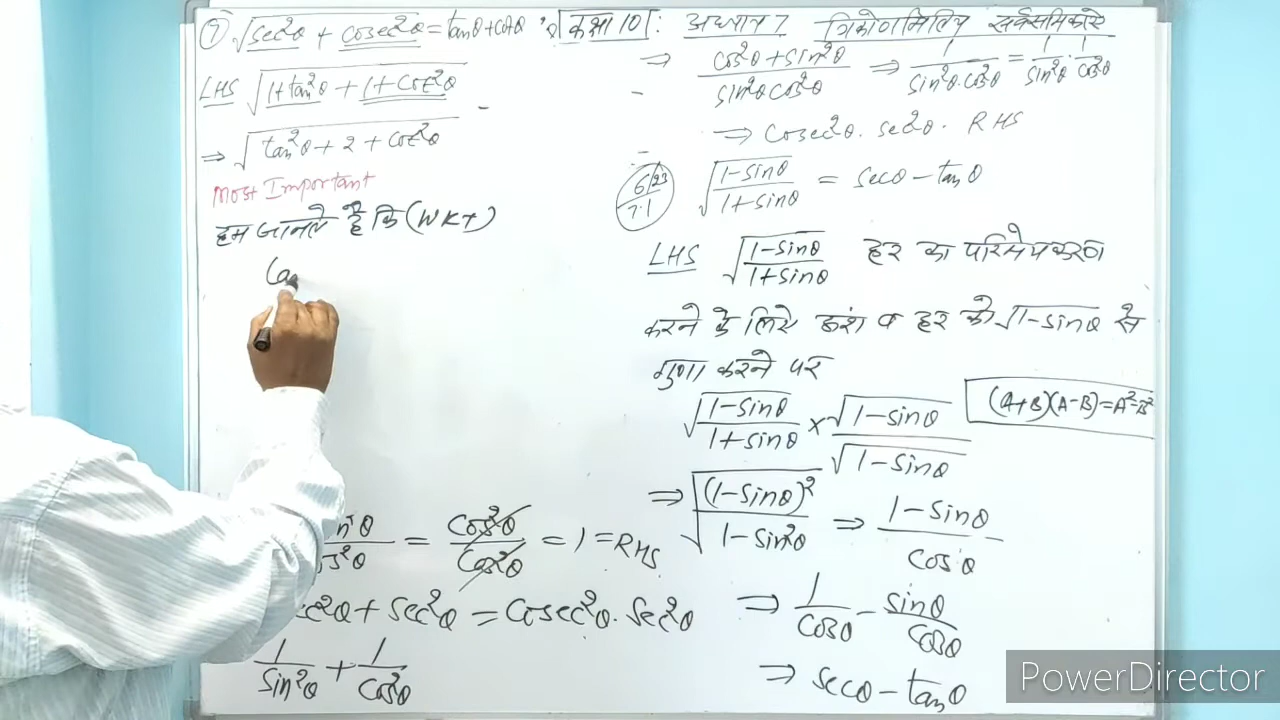 ⑦ √sec²θ + cosec²θ = tanθ + cotθ
LHS √1+tan²θ + 1+cot²θ
⇒ √tan²θ + 2 + cot²θ
Most Important
हम जानते है कि (WKT)
n²θ/s²θ = cos²θ/cos²θ = 1 = RHS
ec²θ + sec²θ = cosec²θ. sec²θ
1/sin²θ + 1/cos²θ
कक्षा 10 : अध्याय 7 त्रिकोणमितिय सर्वसमिकाऐ
⇒ cos²θ + sin²θ/sin²θ cos²θ ⇒ 1/sin²θ.cos²θ = 1/sin²θ . 1/cos²θ
⇒ cosec²θ. sec²θ. RHS
6/23 7.1 √1-sinθ/1+sinθ = secθ - tanθ
LHS √1-sinθ/1+sinθ हर का परिमेयकरण
करने के लिये अंश व हर को √1-sinθ से
गुणा करने पर
√1-sinθ/1+sinθ × √1-sinθ/√1-sinθ
(A+B)(A-B)=A²-B²
⇒ √(1-sinθ)²/1-sin²θ ⇒ 1-sinθ/cosθ
⇒ 1/cosθ - sinθ/cosθ
⇒ secθ - tanθ
PowerDirector